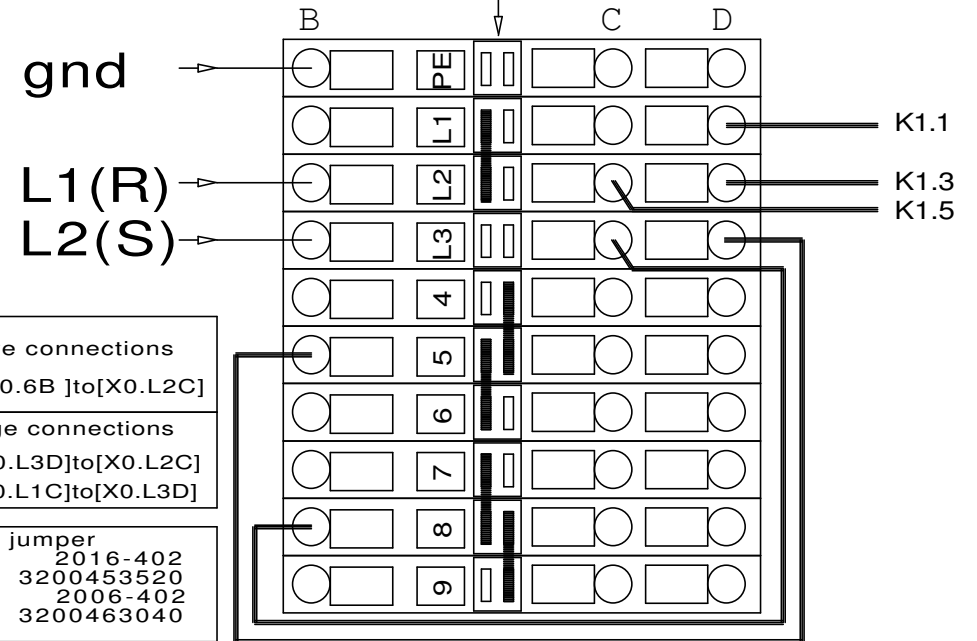 B C D
gnd
PE
L1
K1.1
L1(R)
L2
K1.3
K1.5
L2(S)
L3
4
5
6
7
8
9
e connections
0.6B ]to[X0.L2C]
ge connections
0.L3D]to[X0.L2C]
0.L1C]to[X0.L3D]
jumper
2016-402
3200453520
2006-402
3200463040